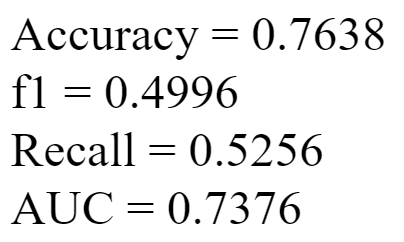 Accuracy = 0.7638
f1 = 0.4996
Recall = 0.5256
AUC = 0.7376